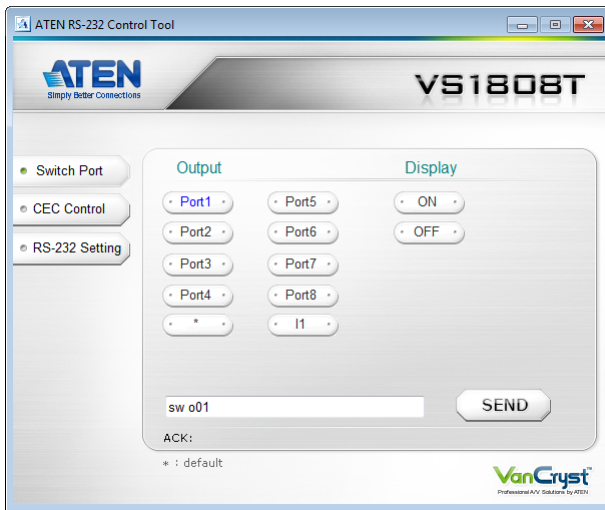 ATEN RS-232 Control Tool
ATEN
Simply Better Connections
VS1808T
Switch Port
CEC Control
RS-232 Setting
Output
Display
Port1
Port5
ON
Port2
Port6
OFF
Port3
Port7
Port4
Port8
*
I1
sw o01
SEND
ACK:
* : default
VanCryst™
Professional A/V Solutions by ATEN